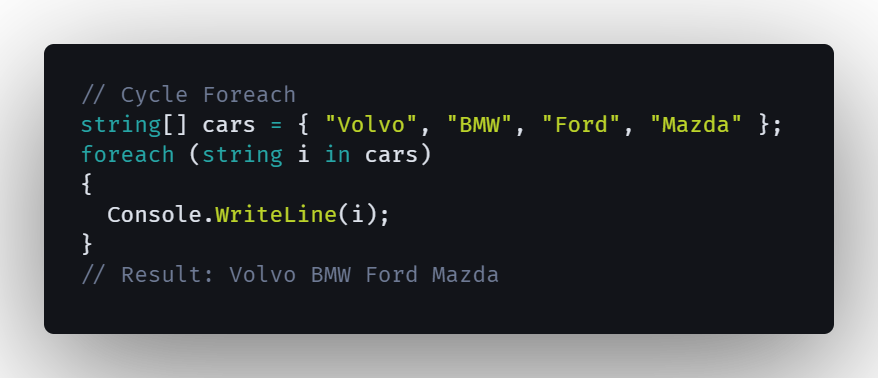 // Cycle Foreach
string[] cars = { "Volvo", "BMW", "Ford", "Mazda" };
foreach (string i in cars)
{
  Console.WriteLine(i);
}
// Result: Volvo BMW Ford Mazda